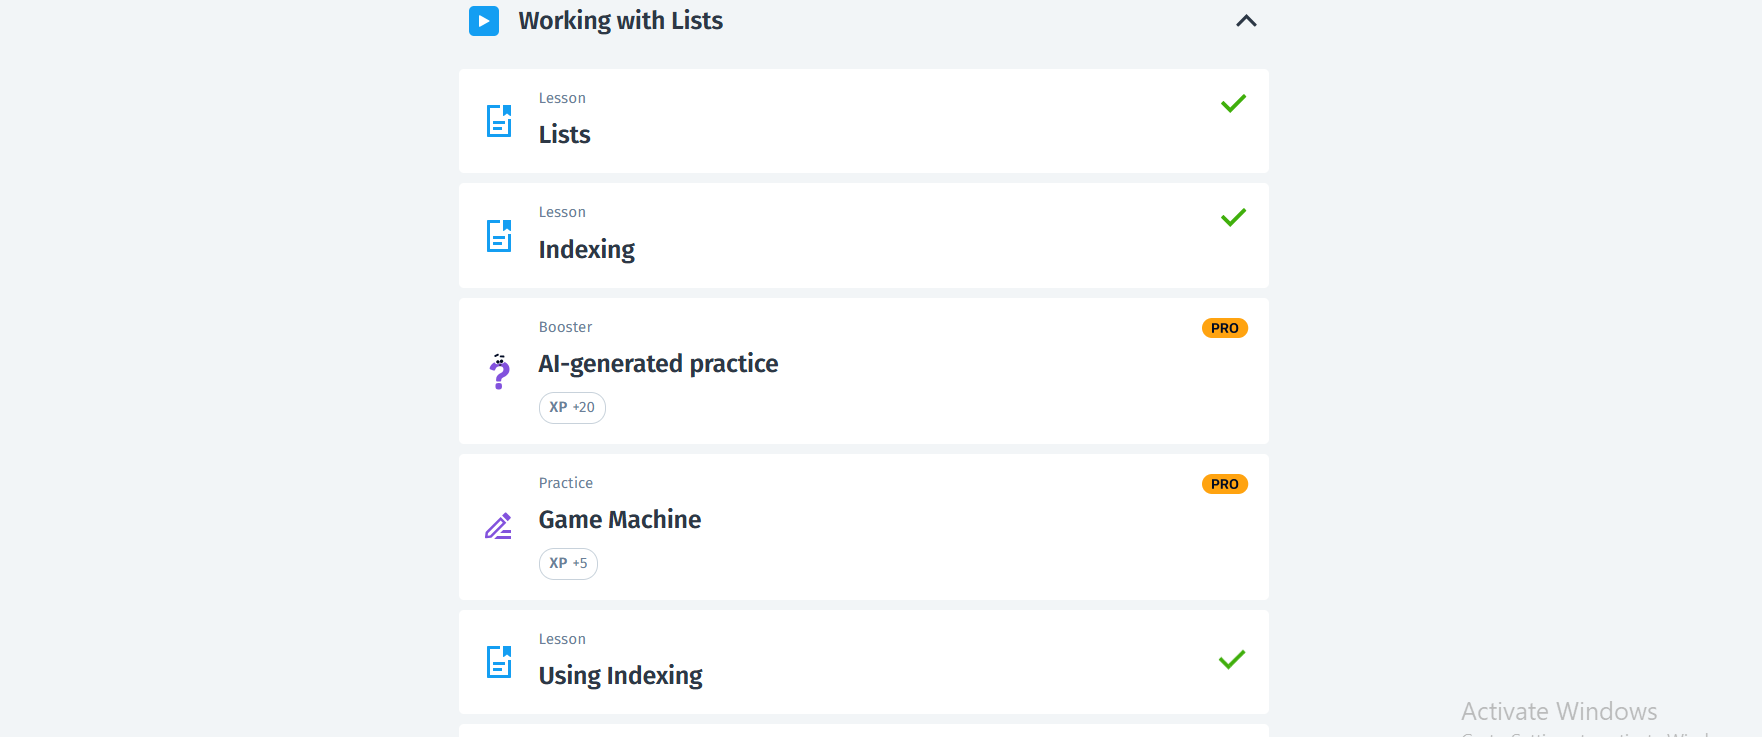 Working with Lists
Lesson
Lists
Lesson
Indexing
Booster
PRO
AI-generated practice
XP +20
Practice
PRO
Game Machine
XP +5
Lesson
Using Indexing
Activate Windows